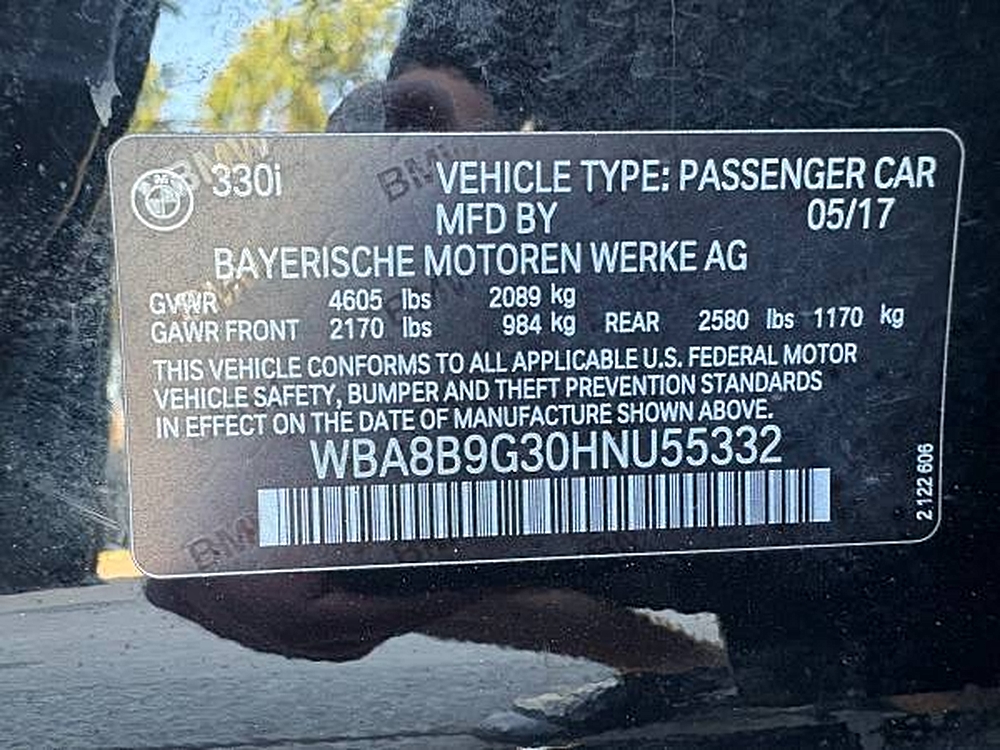 330i VEHICLE TYPE: PASSENGER CAR
MFD BY 05/17
BAYERISCHE MOTOREN WERKE AG
GVWR 4605 lbs 2089 kg
GAWR FRONT 2170 lbs 984 kg REAR 2580 lbs 1170 kg
THIS VEHICLE CONFORMS TO ALL APPLICABLE U.S. FEDERAL MOTOR
VEHICLE SAFETY, BUMPER AND THEFT PREVENTION STANDARDS
IN EFFECT ON THE DATE OF MANUFACTURE SHOWN ABOVE.
WBA8B9G30HNU55332
2 122 606
BMW
BMW
BMW